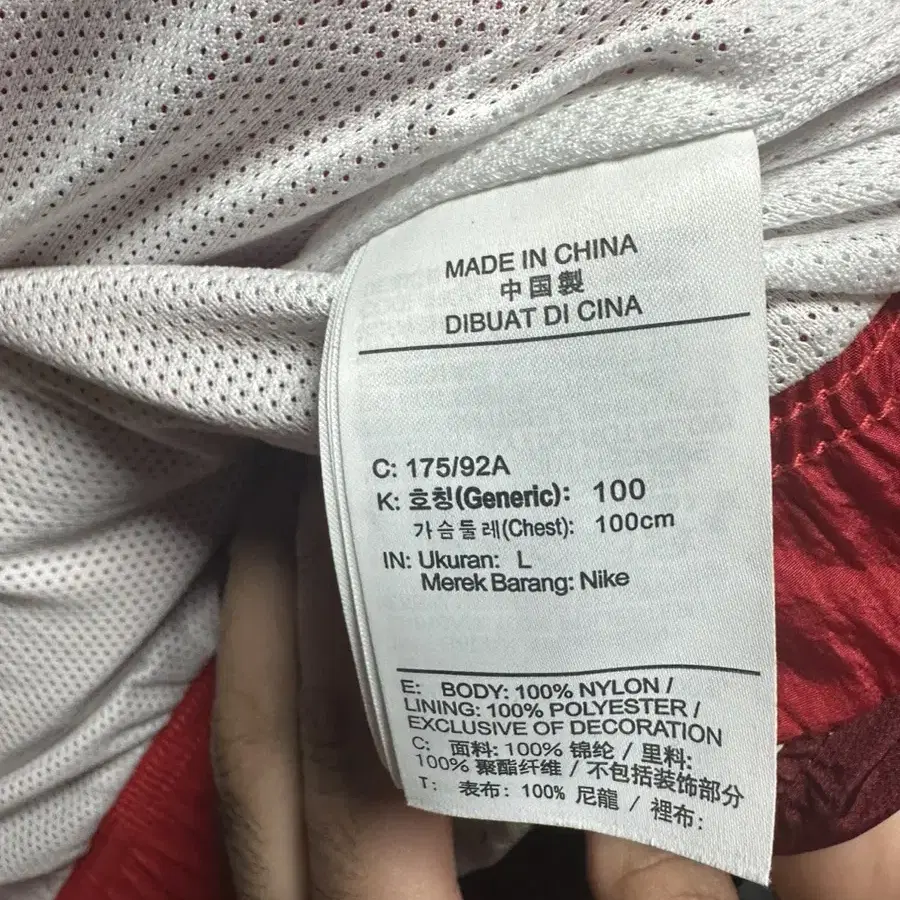 MADE IN CHINA
中国製
DIBUAT DI CINA
C: 175/92A
K: 호칭(Generic): 100
가슴둘레(Chest): 100cm
IN: Ukuran: L
Merek Barang: Nike
E: BODY: 100% NYLON /
LINING: 100% POLYESTER /
EXCLUSIVE OF DECORATION
C: 面料: 100% 锦纶 / 里料:
100% 聚酯纤维 / 不包括装饰部分
T: 表布: 100% 尼龍 / 裡布: